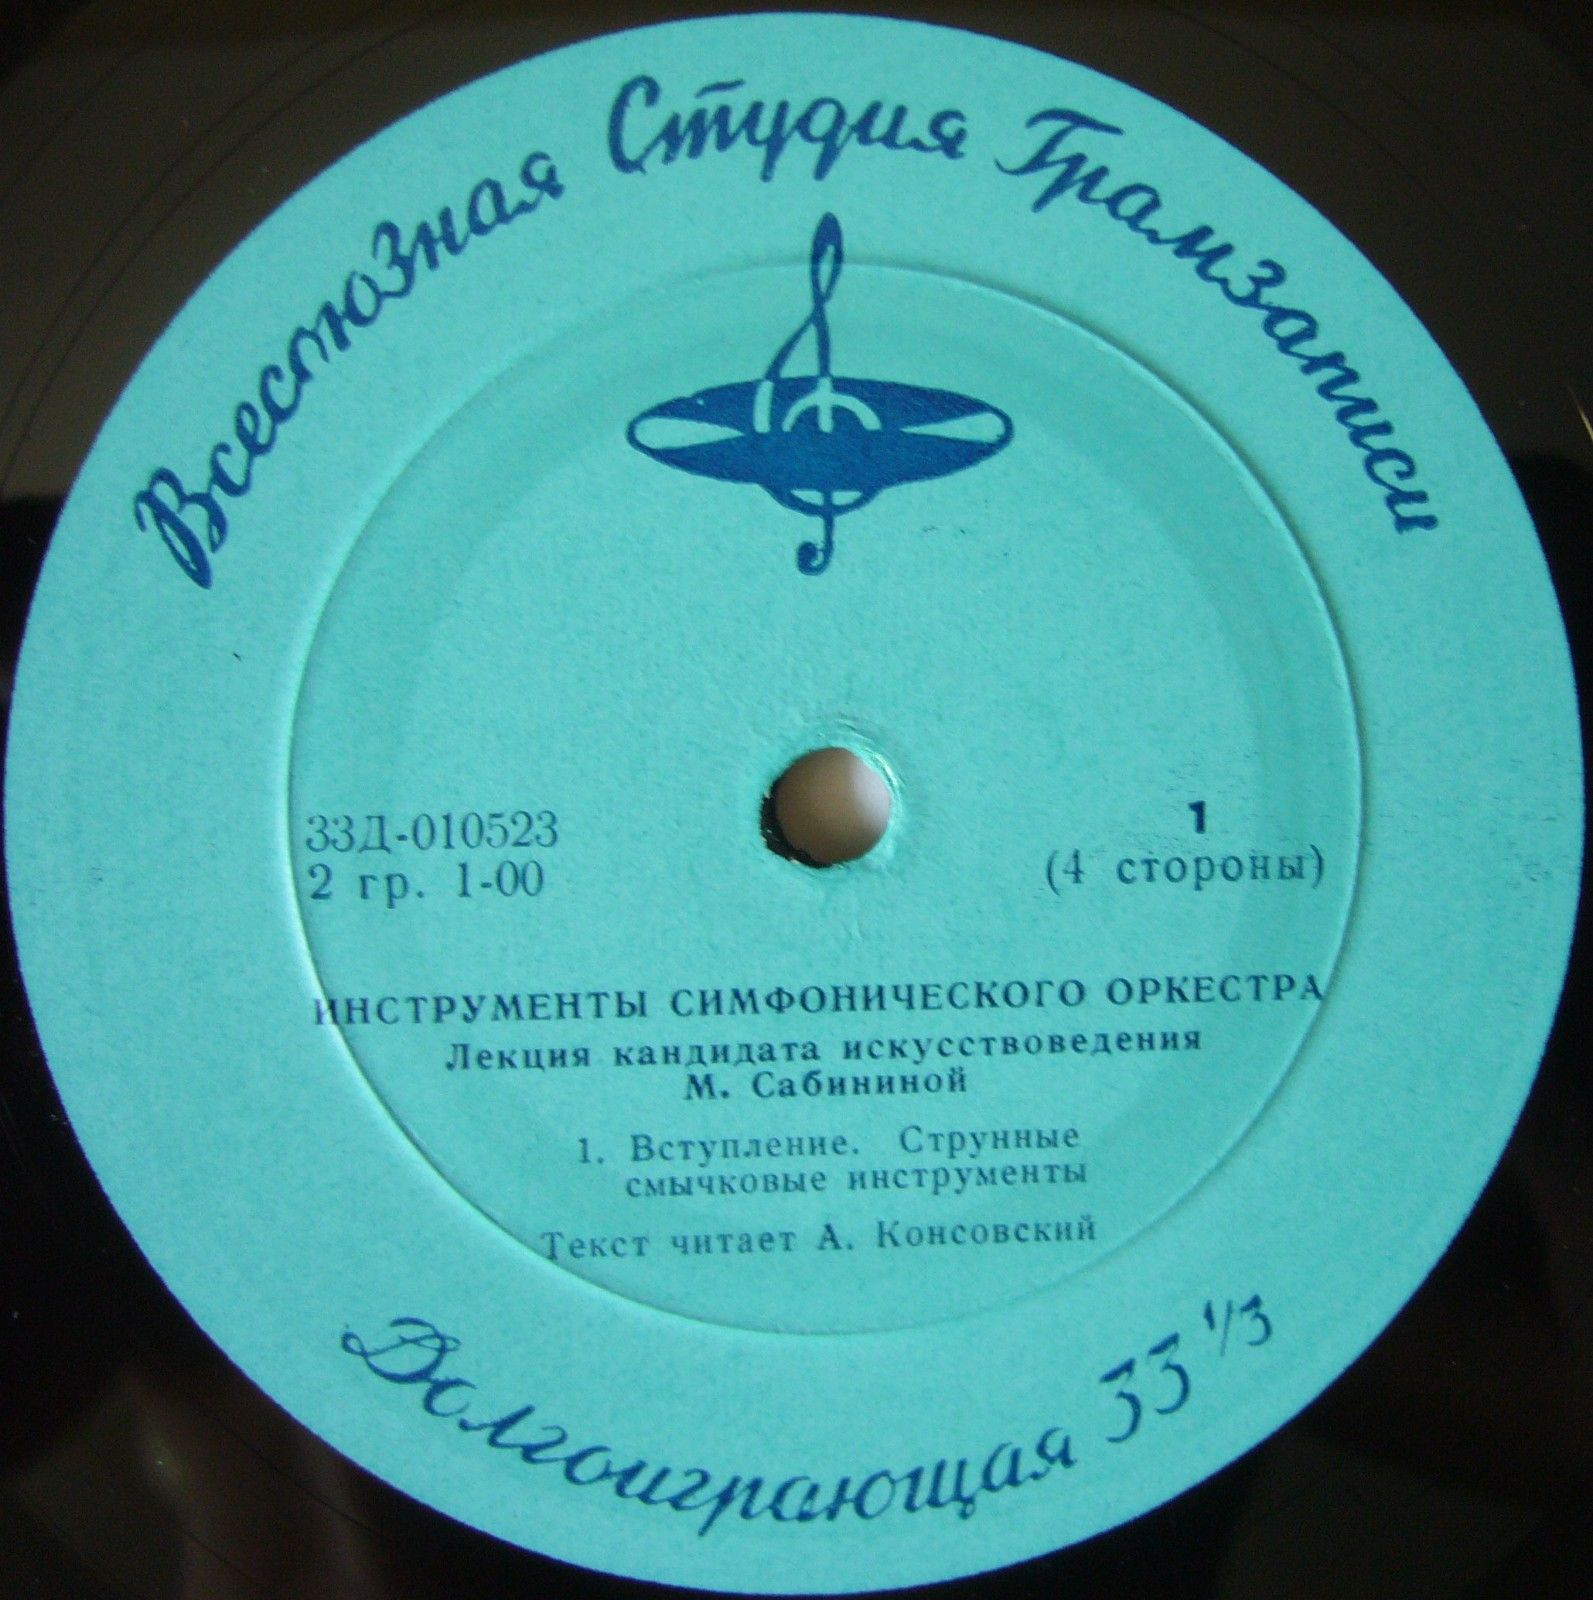 Всесоюзная Студия Грамзаписи
33Д-010523
2 гр. 1-00
1
(4 стороны)
ИНСТРУМЕНТЫ СИМФОНИЧЕСКОГО ОРКЕСТРА
Лекция кандидата искусствоведения
М. Сабининой
1. Вступление. Струнные
смычковые инструменты
Текст читает А. Консовский
Долгоиграющая 33 1/3